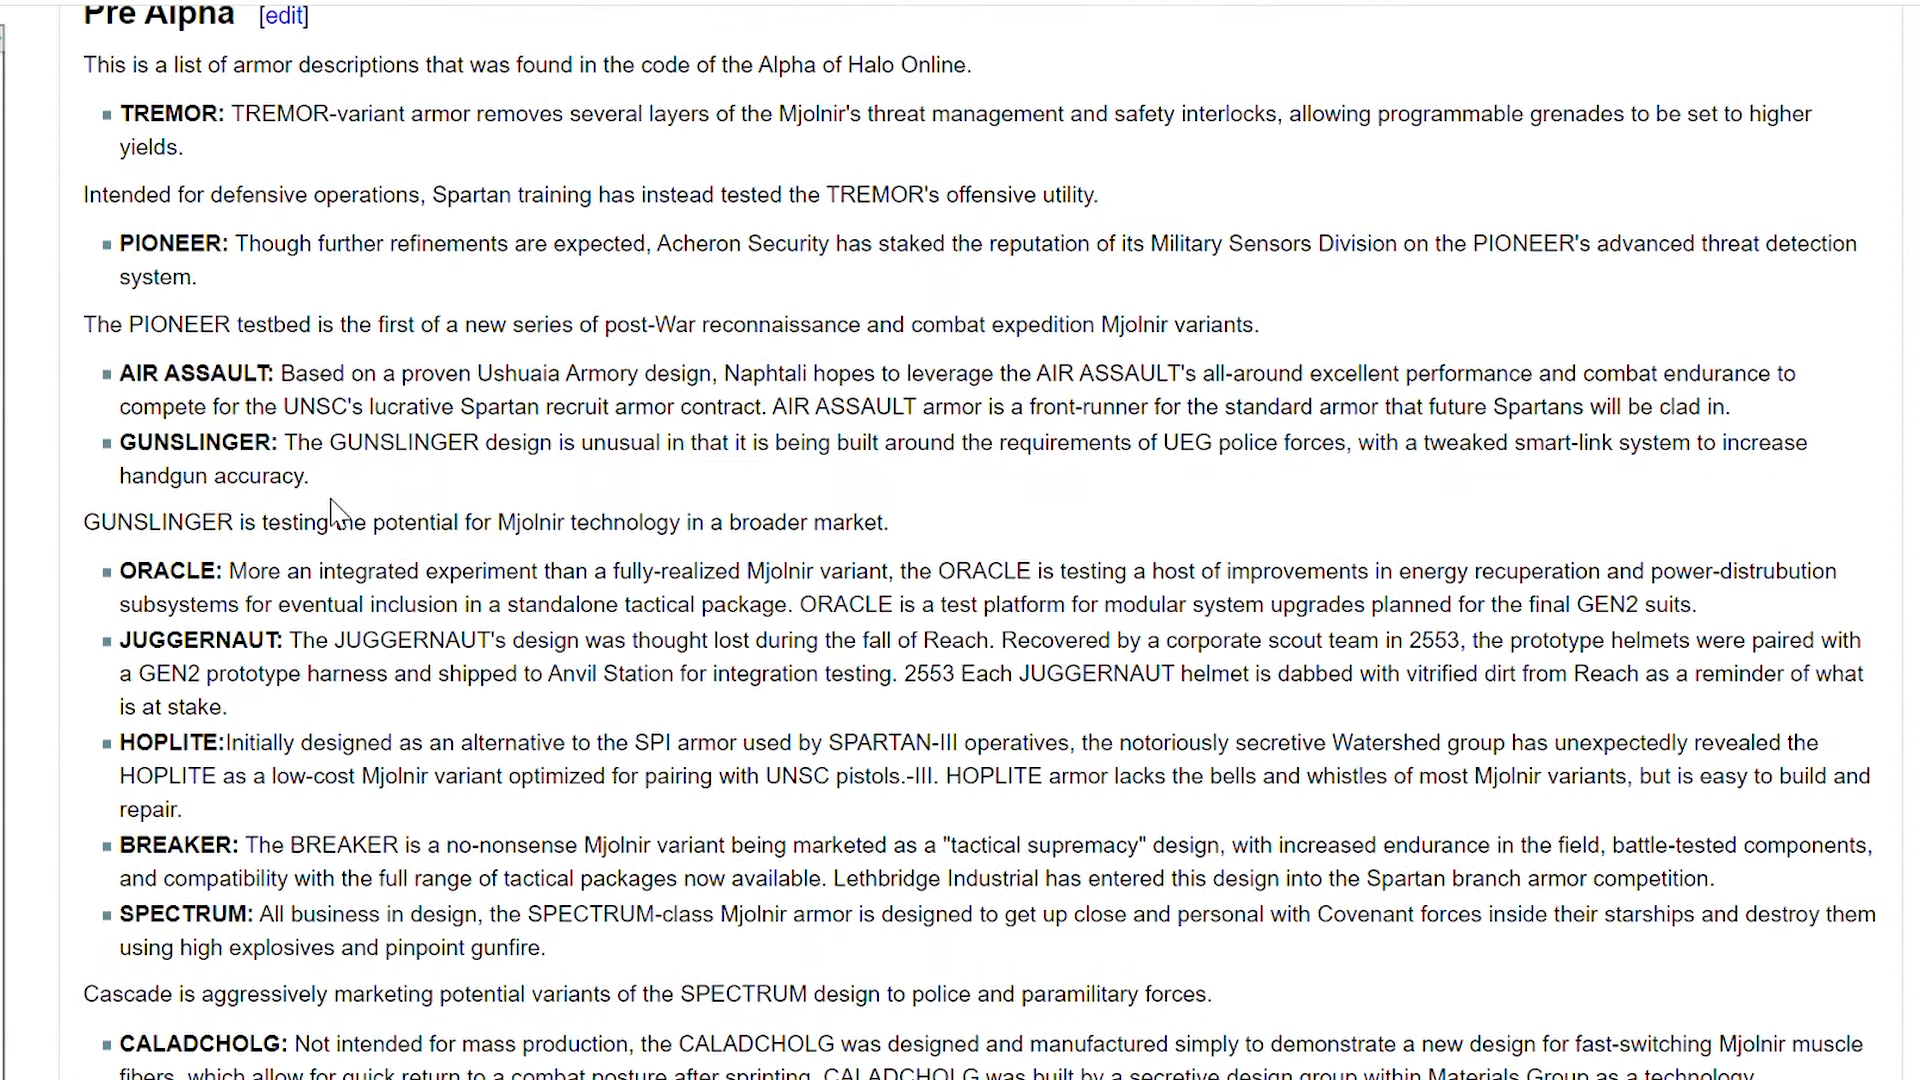 Pre Alpha [edit]
This is a list of armor descriptions that was found in the code of the Alpha of Halo Online.
TREMOR: TREMOR-variant armor removes several layers of the Mjolnir's threat management and safety interlocks, allowing programmable grenades to be set to higher
yields.
Intended for defensive operations, Spartan training has instead tested the TREMOR's offensive utility.
PIONEER: Though further refinements are expected, Acheron Security has staked the reputation of its Military Sensors Division on the PIONEER's advanced threat detection
system.
The PIONEER testbed is the first of a new series of post-War reconnaissance and combat expedition Mjolnir variants.
AIR ASSAULT: Based on a proven Ushuaia Armory design, Naphtali hopes to leverage the AIR ASSAULT's all-around excellent performance and combat endurance to
compete for the UNSC's lucrative Spartan recruit armor contract. AIR ASSAULT armor is a front-runner for the standard armor that future Spartans will be clad in.
GUNSLINGER: The GUNSLINGER design is unusual in that it is being built around the requirements of UEG police forces, with a tweaked smart-link system to increase
handgun accuracy.
GUNSLINGER is testing the potential for Mjolnir technology in a broader market.
ORACLE: More an integrated experiment than a fully-realized Mjolnir variant, the ORACLE is testing a host of improvements in energy recuperation and power-distrubution
subsystems for eventual inclusion in a standalone tactical package. ORACLE is a test platform for modular system upgrades planned for the final GEN2 suits.
JUGGERNAUT: The JUGGERNAUT's design was thought lost during the fall of Reach. Recovered by a corporate scout team in 2553, the prototype helmets were paired with
a GEN2 prototype harness and shipped to Anvil Station for integration testing. 2553 Each JUGGERNAUT helmet is dabbed with vitrified dirt from Reach as a reminder of what
is at stake.
HOPLITE:Initially designed as an alternative to the SPI armor used by SPARTAN-III operatives, the notoriously secretive Watershed group has unexpectedly revealed the
HOPLITE as a low-cost Mjolnir variant optimized for pairing with UNSC pistols.-III. HOPLITE armor lacks the bells and whistles of most Mjolnir variants, but is easy to build and
repair.
BREAKER: The BREAKER is a no-nonsense Mjolnir variant being marketed as a "tactical supremacy" design, with increased endurance in the field, battle-tested components,
and compatibility with the full range of tactical packages now available. Lethbridge Industrial has entered this design into the Spartan branch armor competition.
SPECTRUM: All business in design, the SPECTRUM-class Mjolnir armor is designed to get up close and personal with Covenant forces inside their starships and destroy them
using high explosives and pinpoint gunfire.
Cascade is aggressively marketing potential variants of the SPECTRUM design to police and paramilitary forces.
CALADCHOLG: Not intended for mass production, the CALADCHOLG was designed and manufactured simply to demonstrate a new design for fast-switching Mjolnir muscle
fibers, which allow for quick return to a combat posture after sprinting. CALADCHOLG was built by a secretive design group within Materials Group as a technology